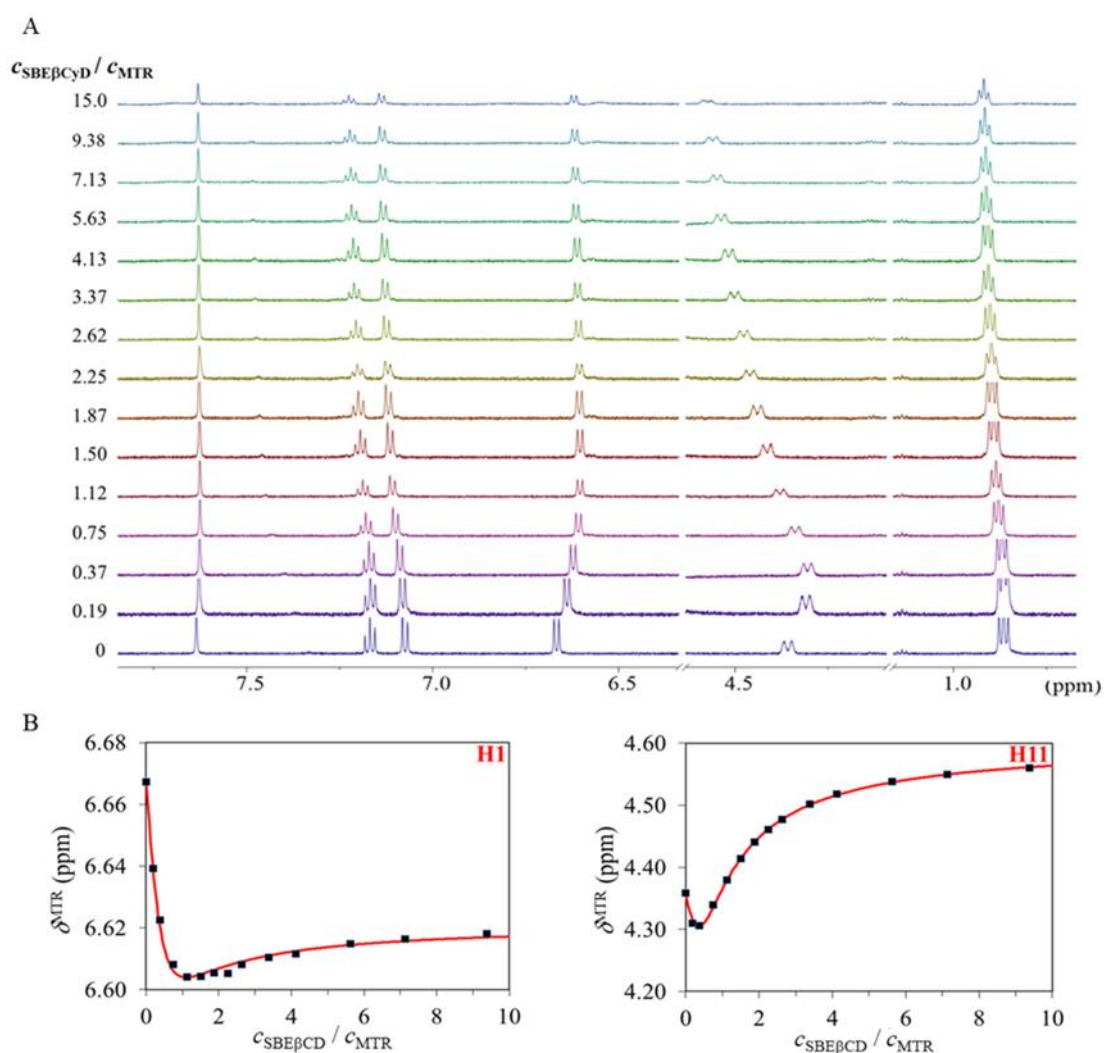 A
cSBEβCyD / cMTR
15.0
9.38
7.13
5.63
4.13
3.37
2.62
2.25
1.87
1.50
1.12
0.75
0.37
0.19
0
7.5 7.0 6.5 4.5 1.0 (ppm)
B
6.68
6.66
6.64
6.62
6.60
δMTR (ppm)
H1
0 2 4 6 8 10
cSBEβCD / cMTR
4.60
4.50
4.40
4.30
4.20
δMTR (ppm)
H11
0 2 4 6 8 10
cSBEβCD / cMTR